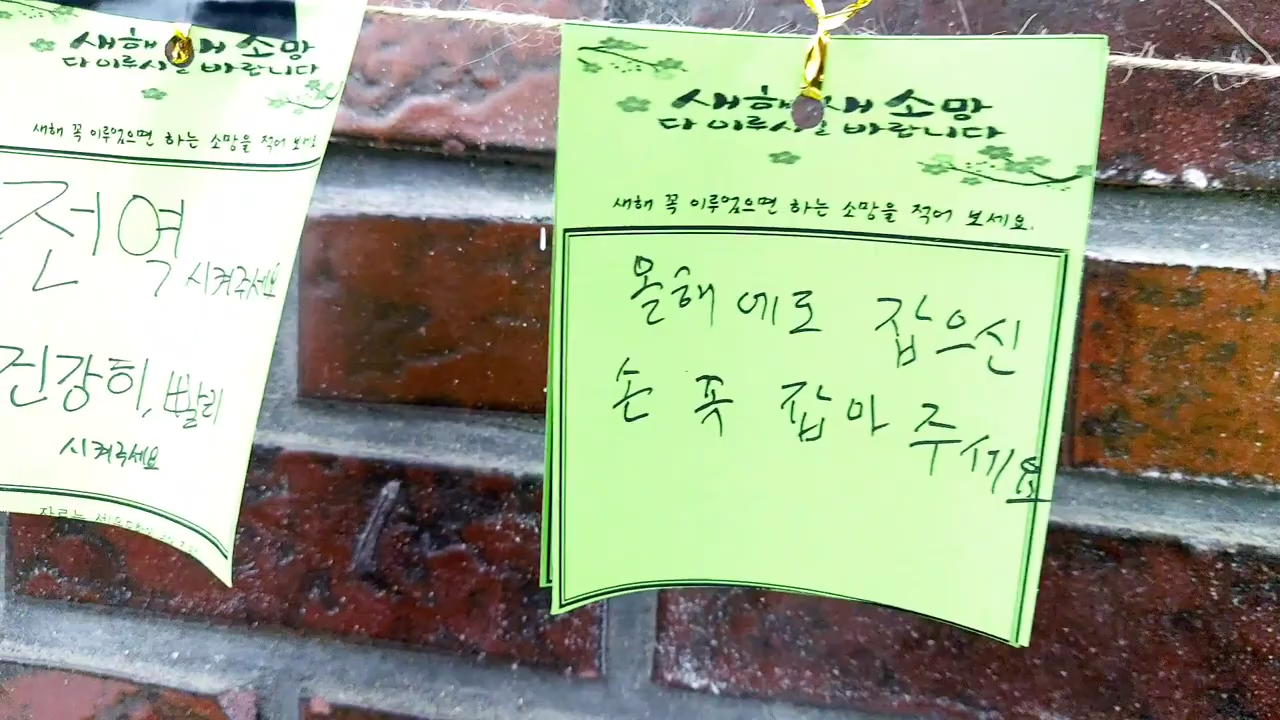 새해 새 소망
다 이루시길 바랍니다
새해 꼭 이루었으면 하는 소망을 적어 보세요
전역 시켜주세요
건강히, 빨리
시켜주세요
새해 새 소망
다 이루시길 바랍니다
새해 꼭 이루었으면 하는 소망을 적어 보세요.
올해에도 잡으신
손 꼭 잡아 주세요